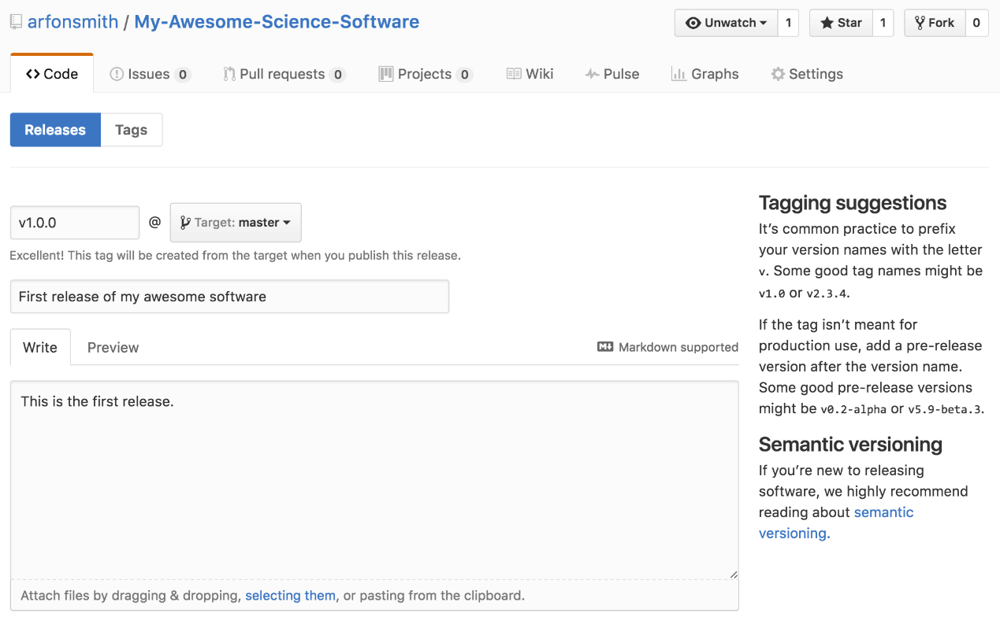 arfonsmith / My-Awesome-Science-Software
Unwatch 1 Star 1 Fork 0
Code Issues 0 Pull requests 0 Projects 0 Wiki Pulse Graphs Settings
Releases Tags
v1.0.0 @ Target: master
Excellent! This tag will be created from the target when you publish this release.
First release of my awesome software
Write Preview Markdown supported
This is the first release.
Attach files by dragging & dropping, selecting them, or pasting from the clipboard.
Tagging suggestions
It’s common practice to prefix
your version names with the letter
v. Some good tag names might be
v1.0 or v2.3.4.
If the tag isn’t meant for
production use, add a pre-release
version after the version name.
Some good pre-release versions
might be v0.2-alpha or v5.9-beta.3.
Semantic versioning
If you’re new to releasing
software, we highly recommend
reading about semantic
versioning.